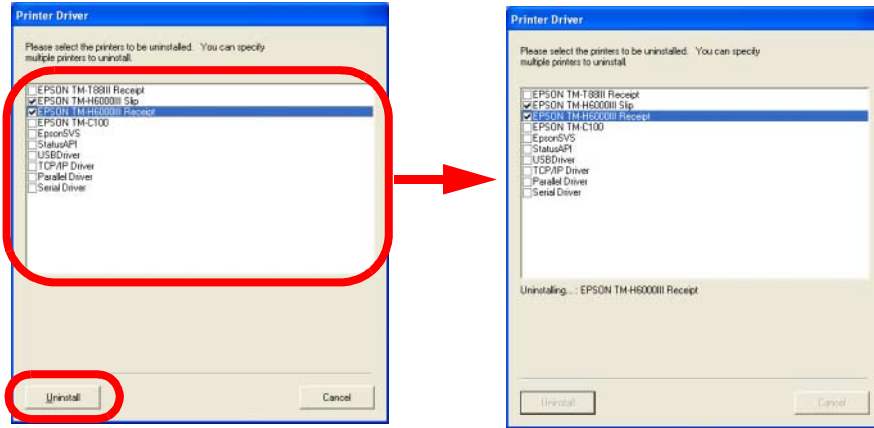 Printer Driver
Please select the printers to be uninstalled. You can specify
multiple printers to uninstall.
EPSON TM-T88III Receipt
EPSON TM-H6000III Slip
EPSON TM-H6000III Receipt
EPSON TM-C100
EpsonSVS
StatusAPI
USBDriver
TCP/IP Driver
Parallel Driver
Serial Driver
Uninstall
Cancel
Printer Driver
Please select the printers to be uninstalled. You can specify
multiple printers to uninstall.
EPSON TM-T88III Receipt
EPSON TM-H6000III Slip
EPSON TM-H6000III Receipt
EPSON TM-C100
EpsonSVS
StatusAPI
USBDriver
TCP/IP Driver
Parallel Driver
Serial Driver
Uninstalling... : EPSON TM-H6000III Receipt
Uninstall
Cancel